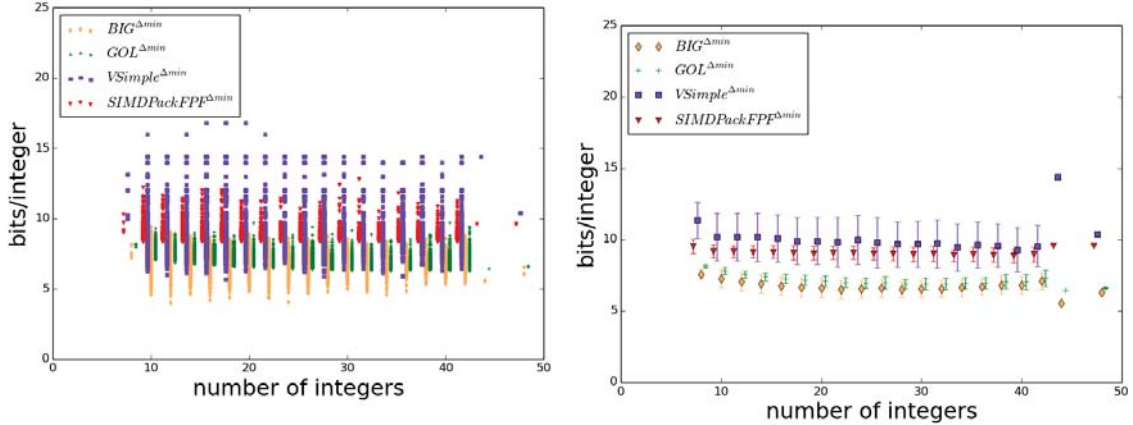 25
20
15
10
5
0
bits/integer
BIG^Δmin
GOL^Δmin
VSimple^Δmin
SIMDPackFPF^Δmin
0
10
20
30
40
50
number of integers
25
20
15
10
5
0
bits/integer
BIG^Δmin
GOL^Δmin
VSimple^Δmin
SIMDPackFPF^Δmin
0
10
20
30
40
50
number of integers